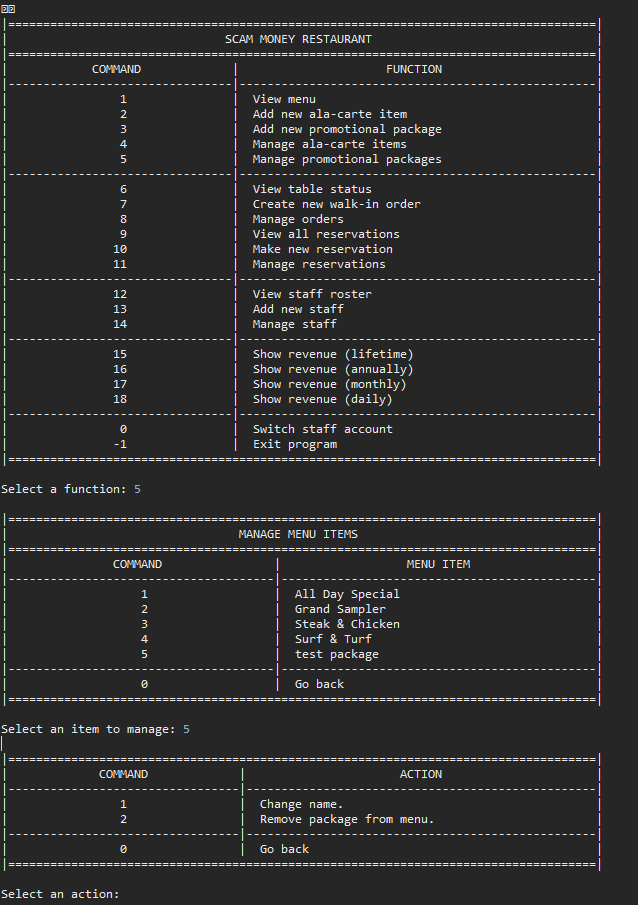 SCAM MONEY RESTAURANT
COMMAND | FUNCTION
1 | View menu
2 | Add new ala-carte item
3 | Add new promotional package
4 | Manage ala-carte items
5 | Manage promotional packages
6 | View table status
7 | Create new walk-in order
8 | Manage orders
9 | View all reservations
10 | Make new reservation
11 | Manage reservations
12 | View staff roster
13 | Add new staff
14 | Manage staff
15 | Show revenue (lifetime)
16 | Show revenue (annually)
17 | Show revenue (monthly)
18 | Show revenue (daily)
0 | Switch staff account
-1 | Exit program
Select a function: 5
MANAGE MENU ITEMS
COMMAND | MENU ITEM
1 | All Day Special
2 | Grand Sampler
3 | Steak & Chicken
4 | Surf & Turf
5 | test package
0 | Go back
Select an item to manage: 5
COMMAND | ACTION
1 | Change name.
2 | Remove package from menu.
0 | Go back
Select an action: